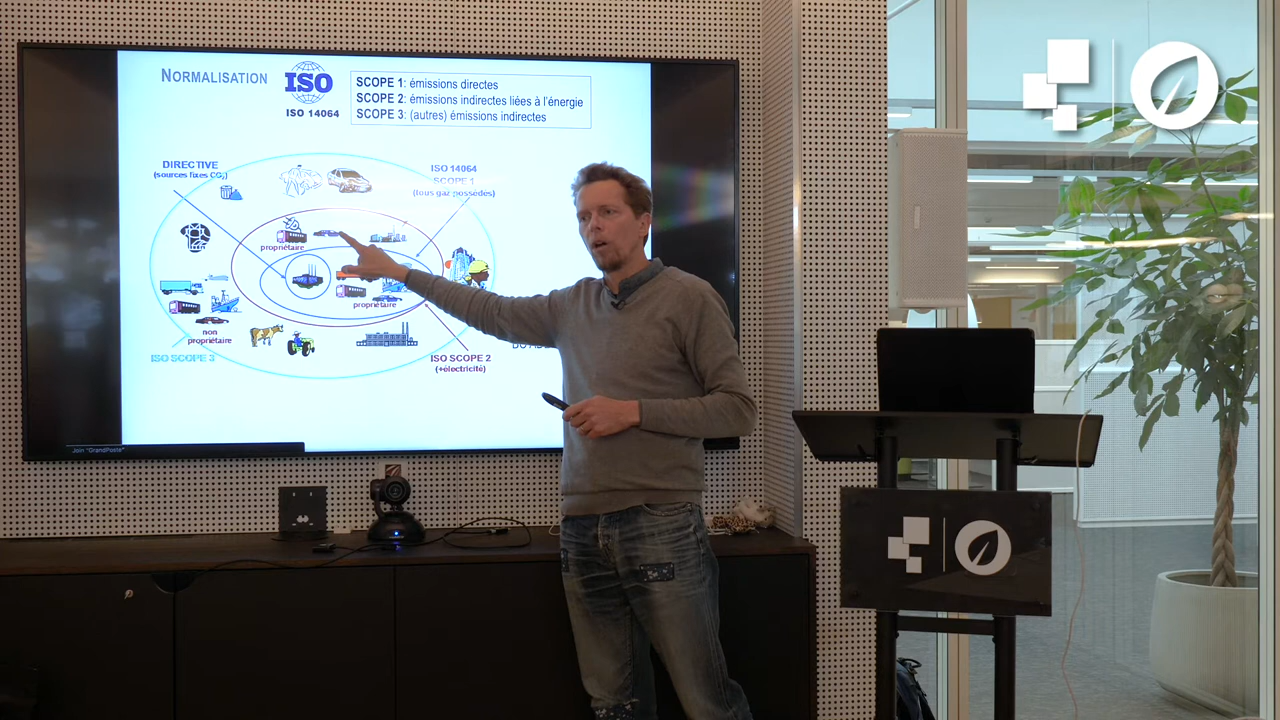 NORMALISATION
ISO
ISO 14064
SCOPE 1: émissions directes
SCOPE 2: émissions indirectes liées à l'énergie
SCOPE 3: (autres) émissions indirectes
DIRECTIVE
(sources fixes CO₂)
ISO 14064
SCOPE 1
(tous gaz possédés)
propriétaire
propriétaire
non
propriétaire
ISO SCOPE 3
ISO SCOPE 2
(+électricité)
Join "GrandPoste"